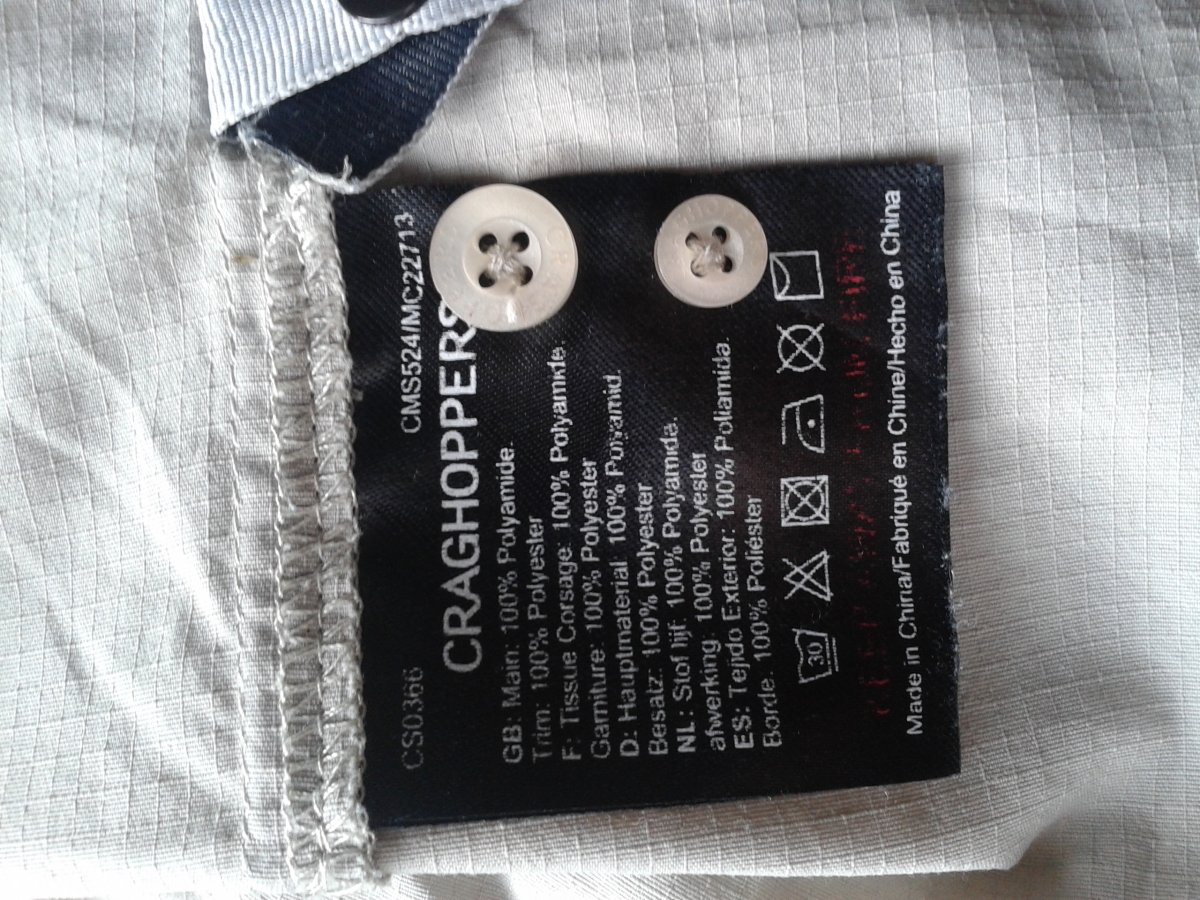 CS0366 CMS524/MC22713
CRAGHOPPERS
GB: Main: 100% Polyamide.
Trim: 100% Polyester
F: Tissue Corsage: 100% Polyamide.
Garniture: 100% Polyester
D: Hauptmaterial 100% Polyamid.
Besatz: 100% Polyester
NL: Stof lijf: 100% Polyamide.
afwerking: 100% Polyester
ES: Tejido Exterior: 100% Poliamida.
Borde. 100% Poliéster
30
Made in China/Fabriqué en Chine/Hecho en China